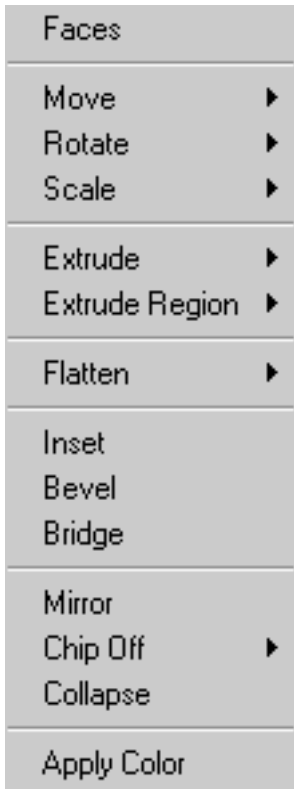 Faces
Move
Rotate
Scale
Extrude
Extrude Region
Flatten
Inset
Bevel
Bridge
Mirror
Chip Off
Collapse
Apply Color